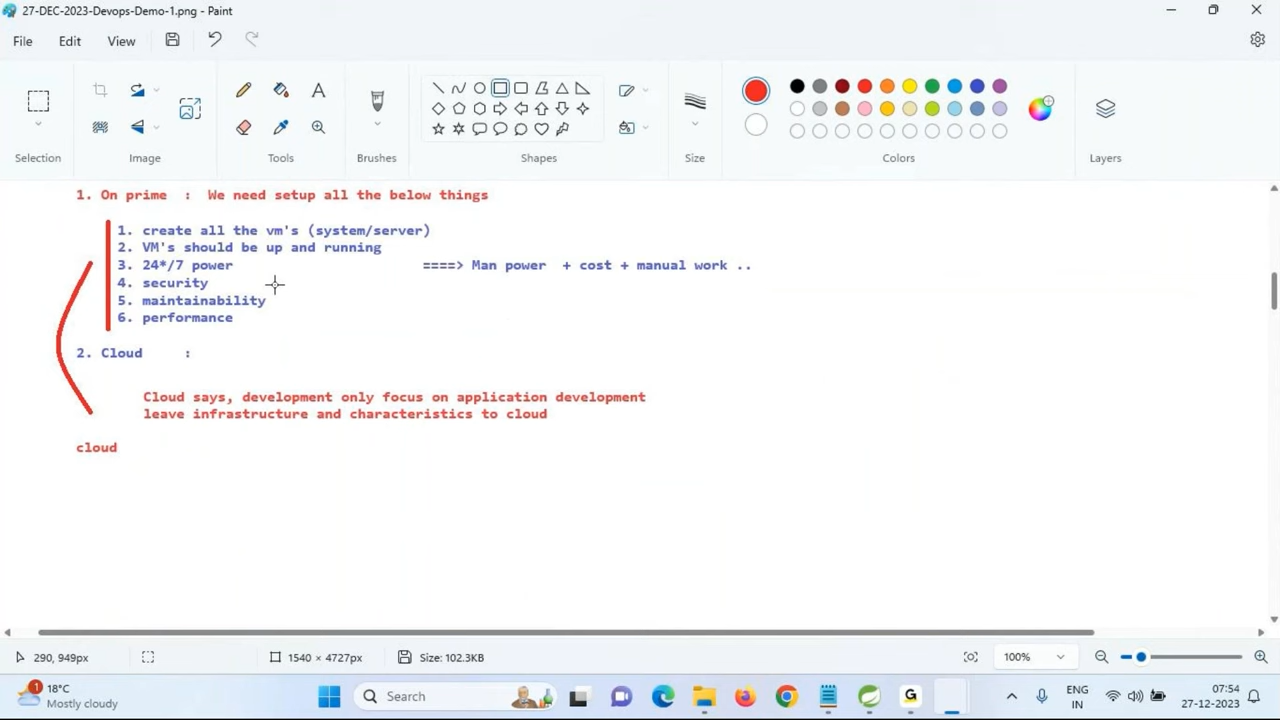 27-DEC-2023-Devops-Demo-1.png - Paint
File Edit View
Selection Image Tools Brushes Shapes Size Colors Layers
1. On prime : We need setup all the below things
1. create all the vm's (system/server)
2. VM's should be up and running
3. 24*/7 power ====> Man power + cost + manual work ..
4. security
5. maintainability
6. performance
2. Cloud :
Cloud says, development only focus on application development
leave infrastructure and characteristics to cloud
cloud
290, 949px 1540 × 4727px Size: 102.3KB 100%
1 18°C Mostly cloudy Search ENG IN 07:54 27-12-2023